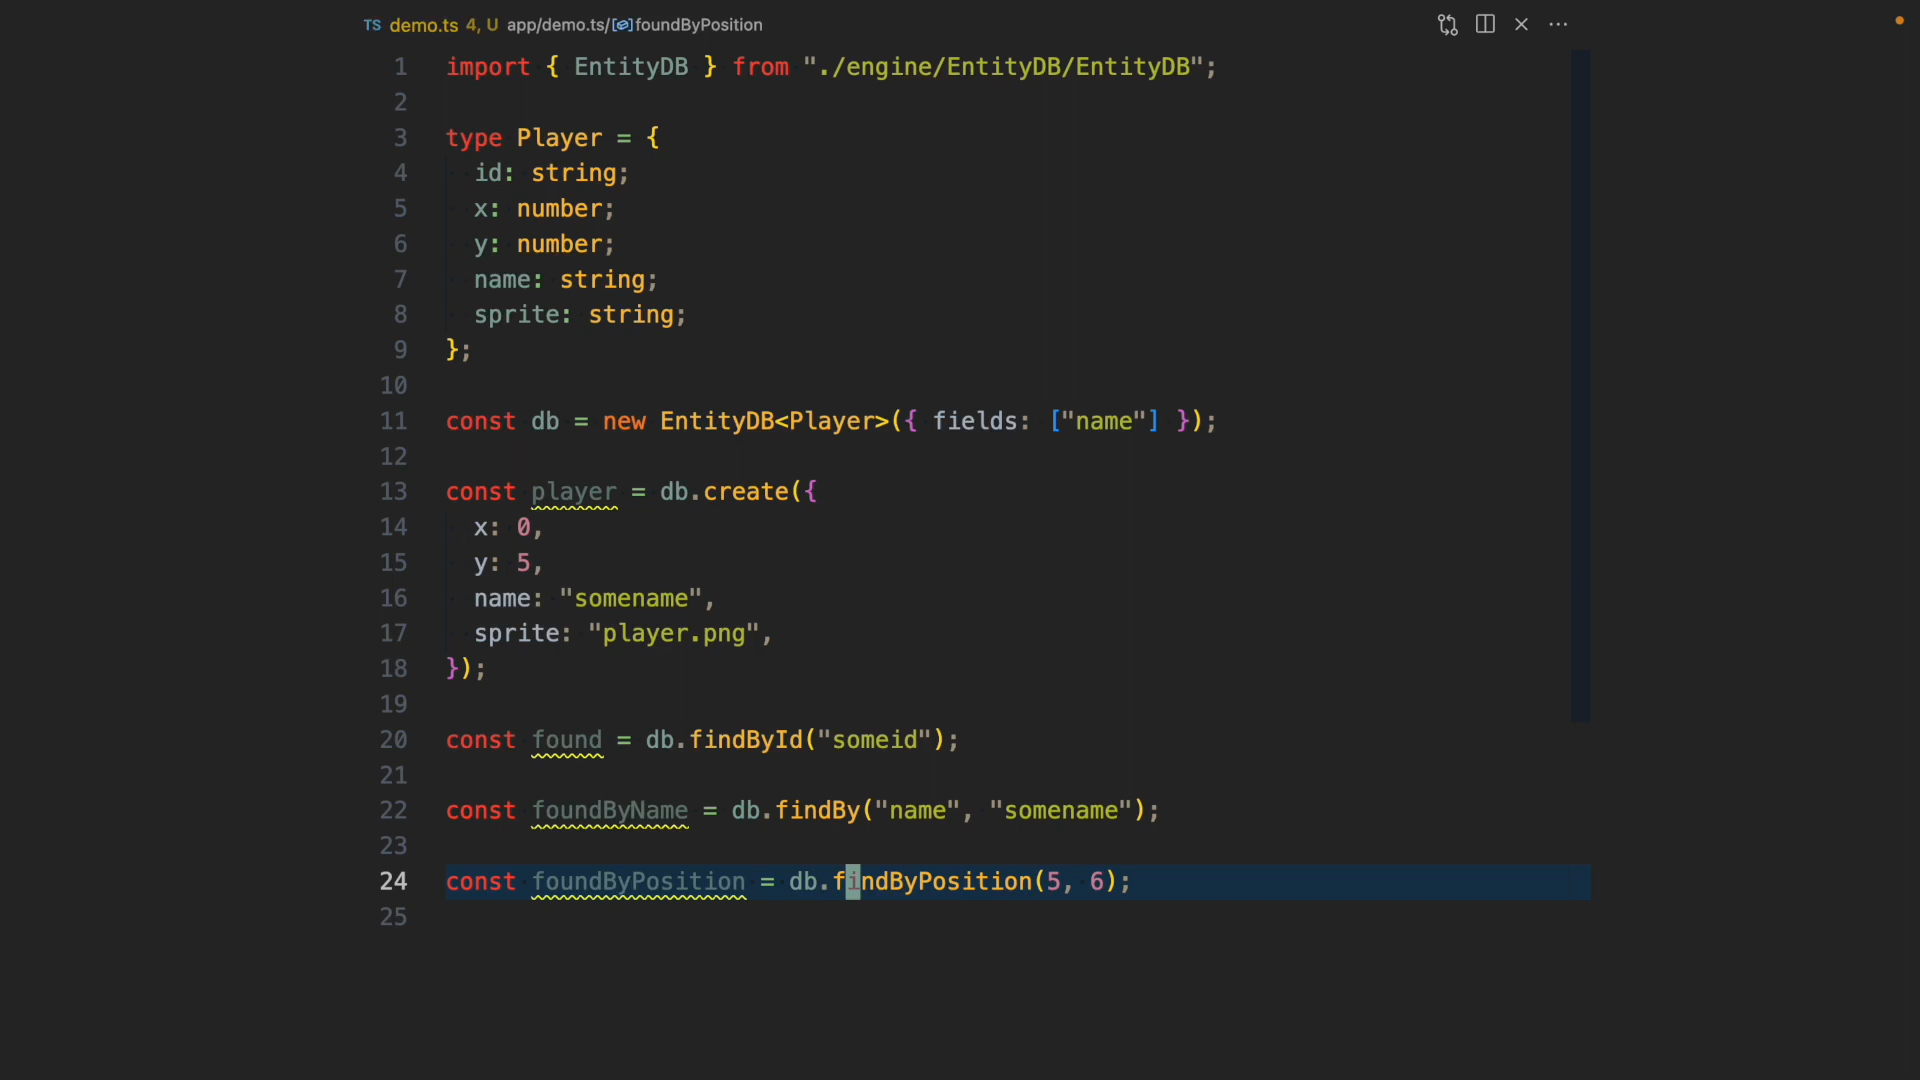 TS demo.ts 4, U app/demo.ts/foundByPosition
1 import { EntityDB } from "./engine/EntityDB/EntityDB";
2
3 type Player = {
4 id: string;
5 x: number;
6 y: number;
7 name: string;
8 sprite: string;
9 };
10
11 const db = new EntityDB<Player>({ fields: ["name"] });
12
13 const player = db.create({
14 x: 0,
15 y: 5,
16 name: "somename",
17 sprite: "player.png",
18 });
19
20 const found = db.findById("someid");
21
22 const foundByName = db.findBy("name", "somename");
23
24 const foundByPosition = db.findByPosition(5, 6);
25